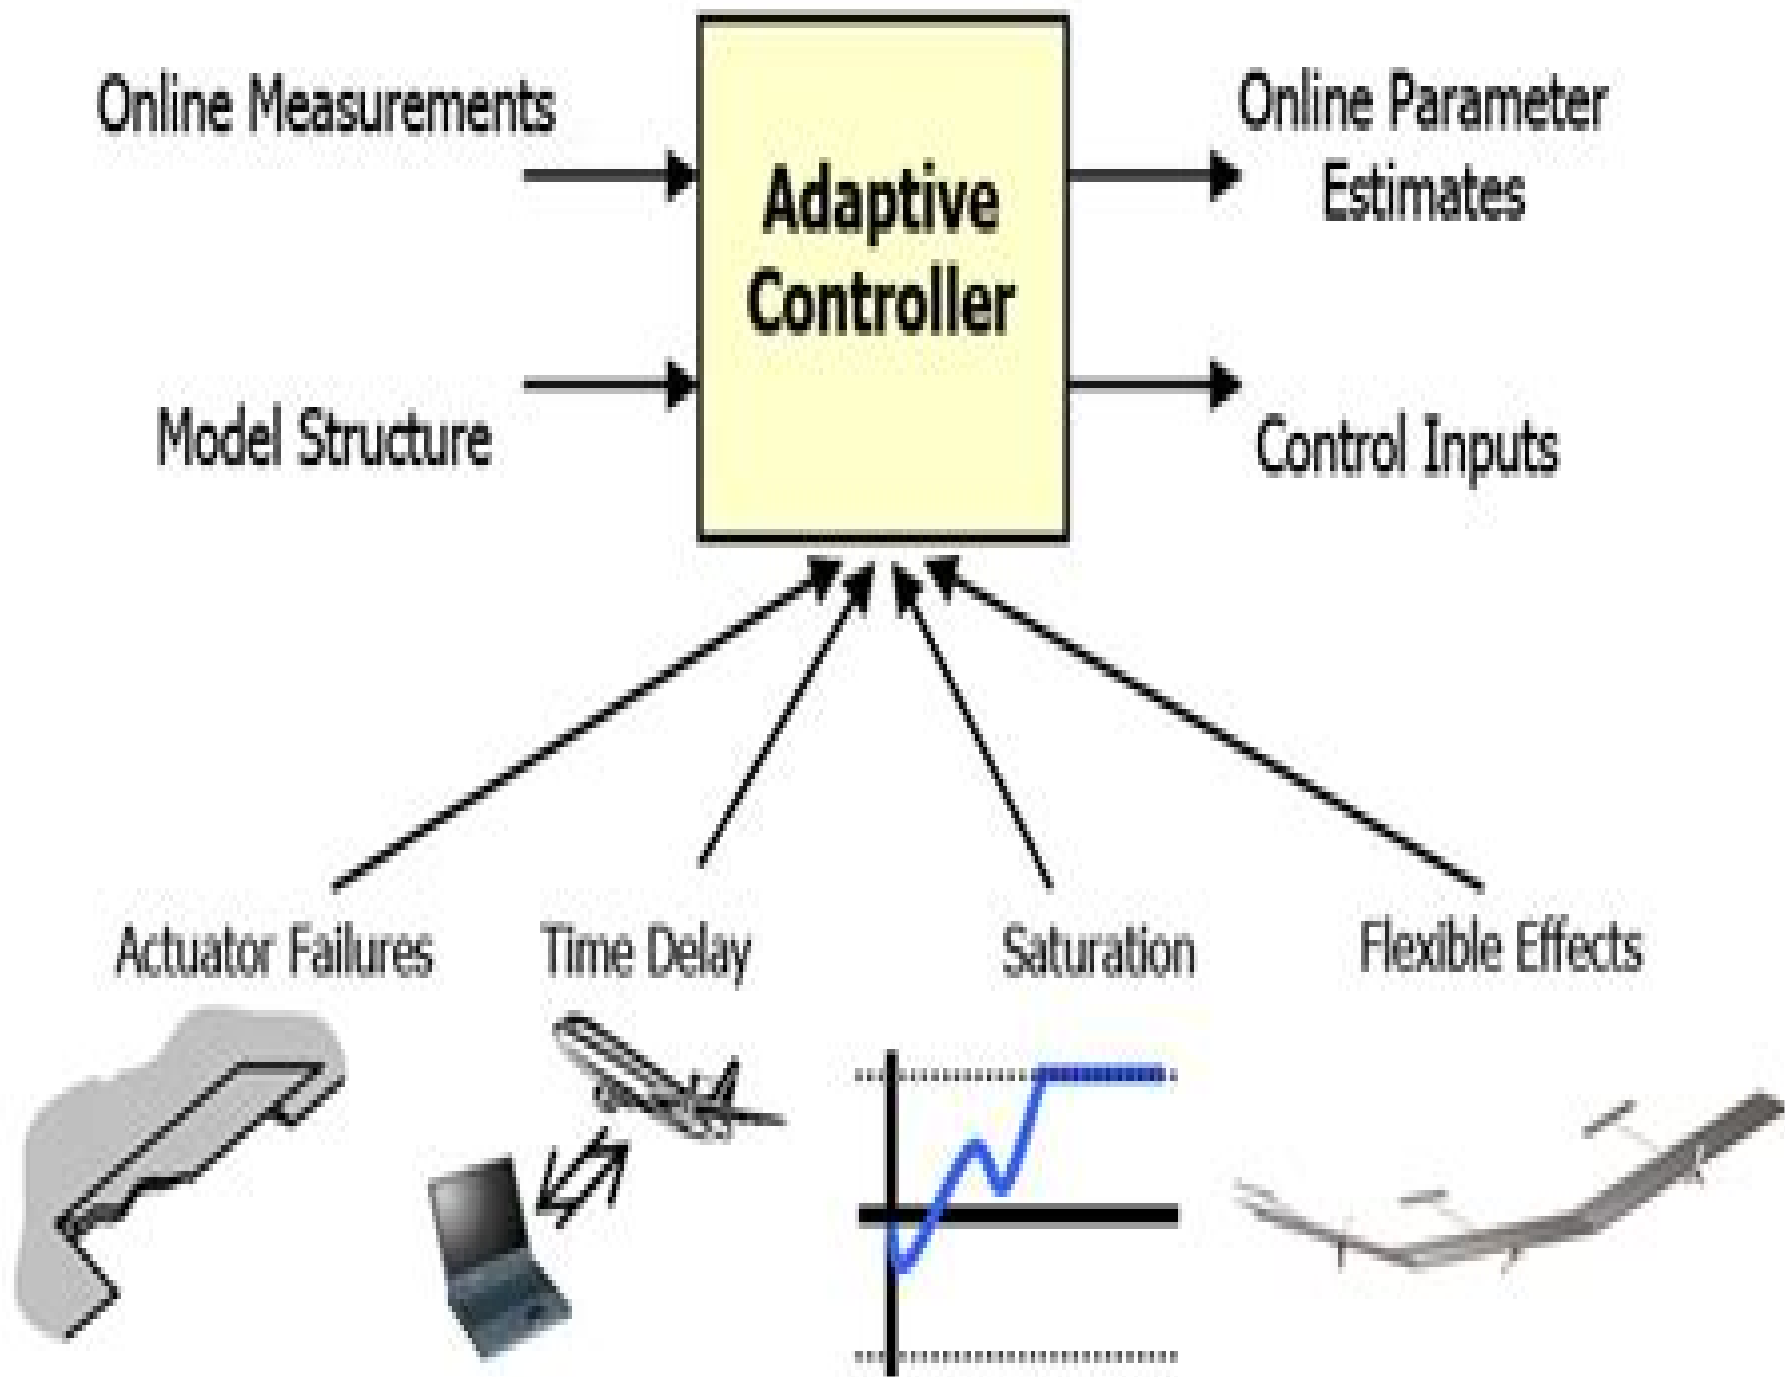 Online Measurements
Adaptive
Controller
Online Parameter
Estimates
Model Structure
Control Inputs
Actuator Failures
Time Delay
Saturation
Flexible Effects